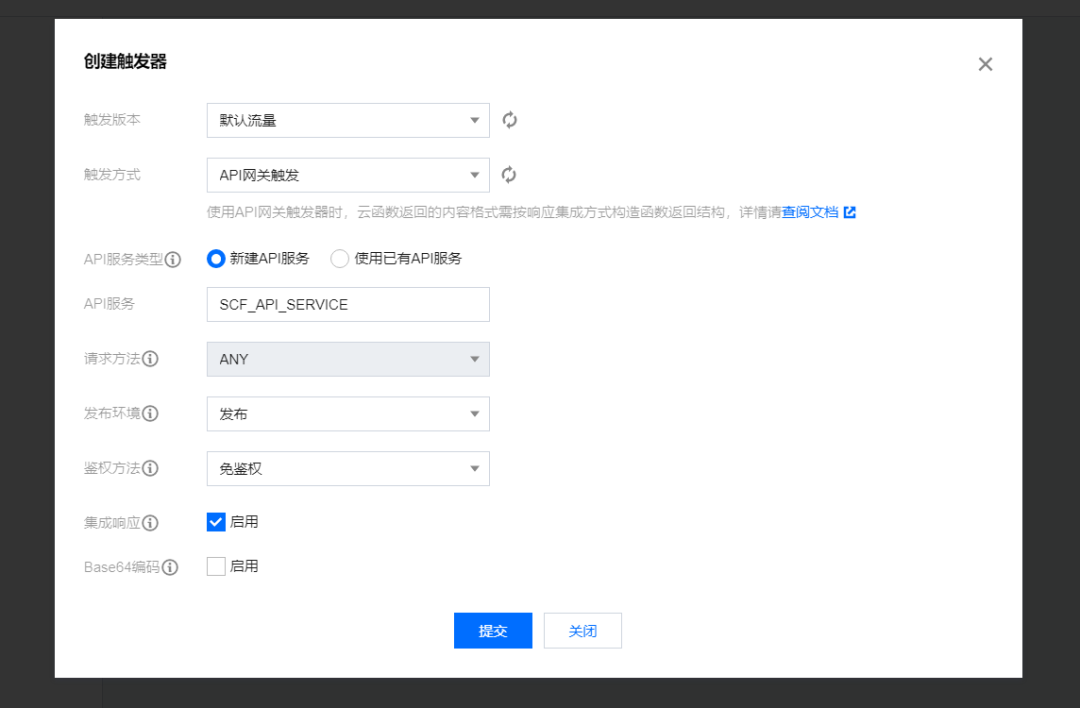 创建触发器
触发版本 默认流量
触发方式 API网关触发
使用API网关触发器时，云函数返回的内容格式需按响应集成方式构造函数返回结构，详情请查阅文档
API服务类型 新建API服务 使用已有API服务
API服务 SCF_API_SERVICE
请求方法 ANY
发布环境 发布
鉴权方法 免鉴权
集成响应 启用
Base64编码 启用
提交 关闭